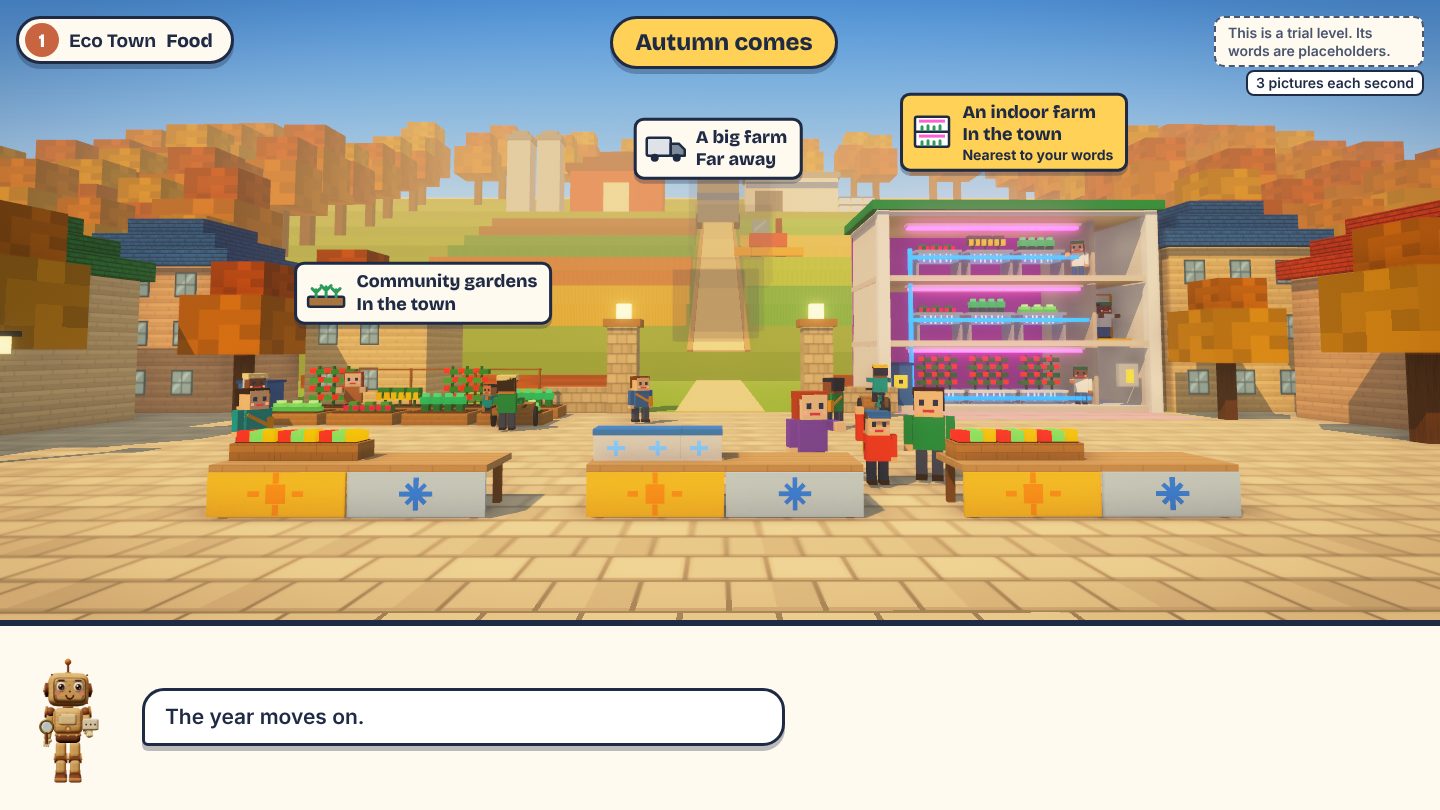 1 Eco Town Food
Autumn comes
This is a trial level. Its
words are placeholders.
3 pictures each second
An indoor farm
In the town
Nearest to your words
A big farm
Far away
Community gardens
In the town
The year moves on.